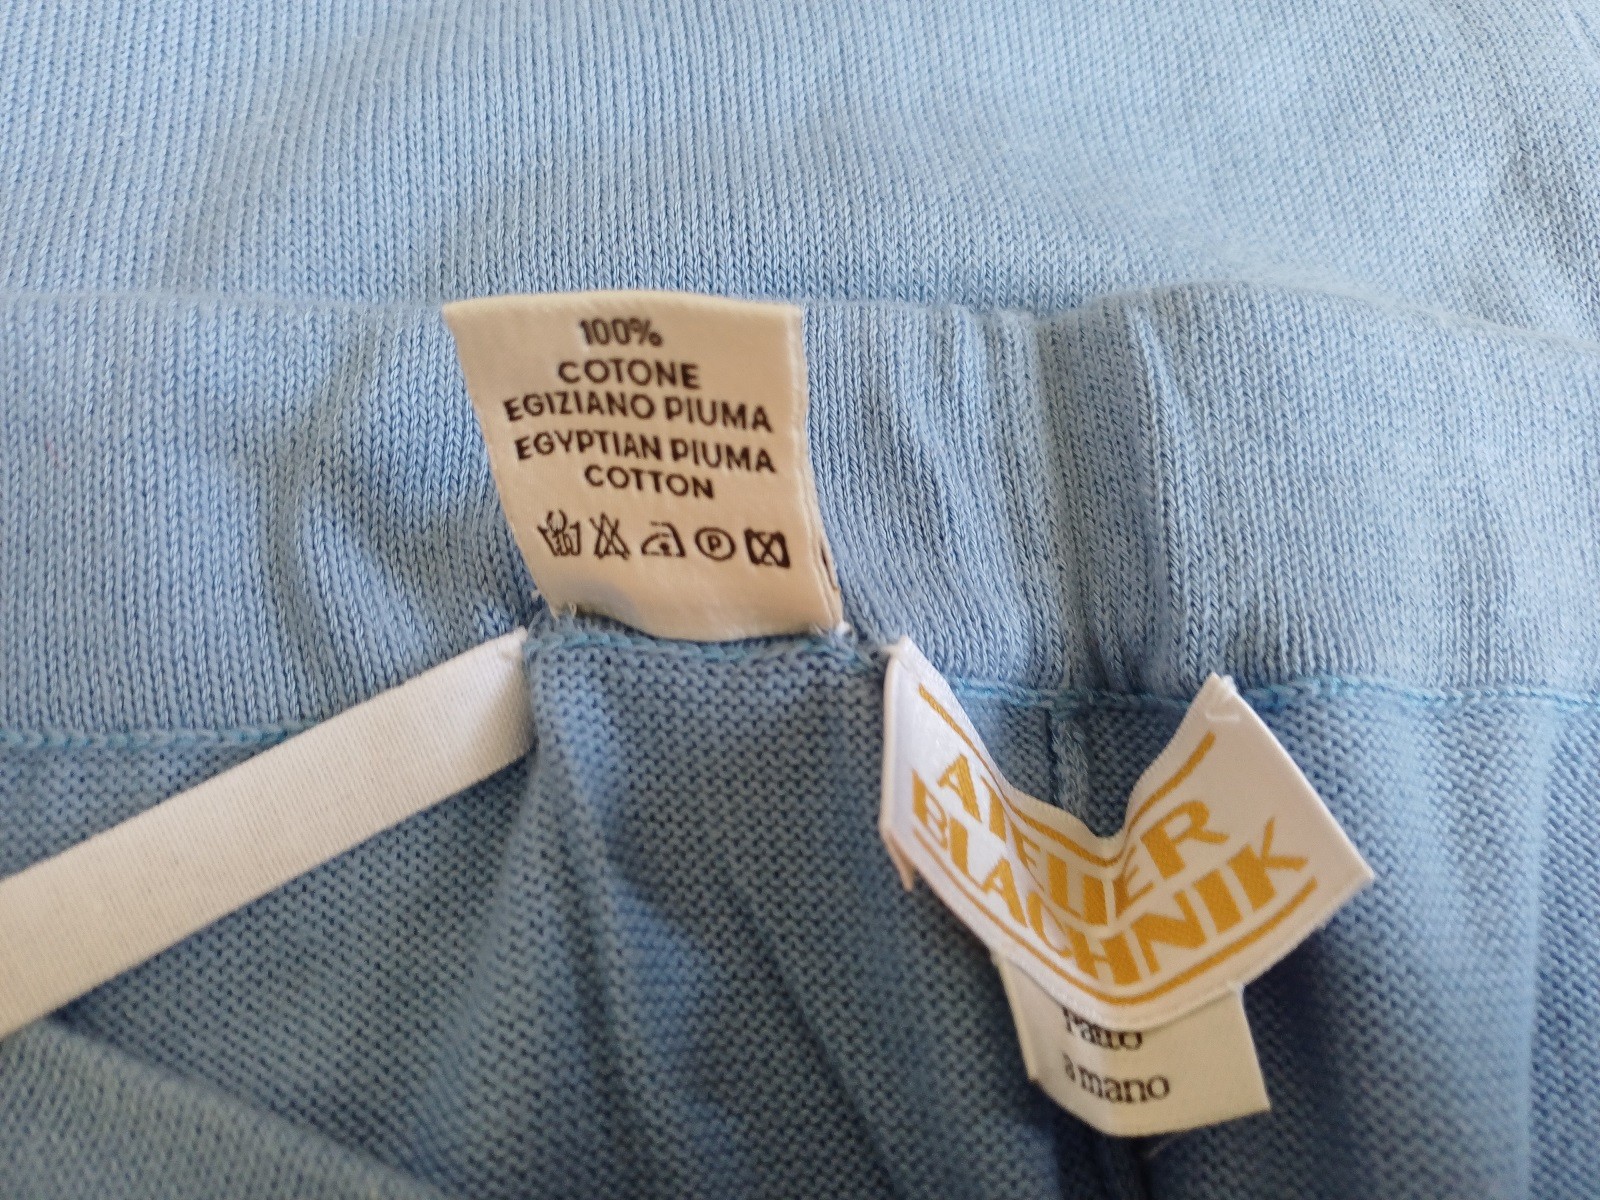 100%
COTONE
EGIZIANO PIUMA
EGYPTIAN PIUMA
COTTON
P
ATELIER
BLACHNIK
Fatto
a mano